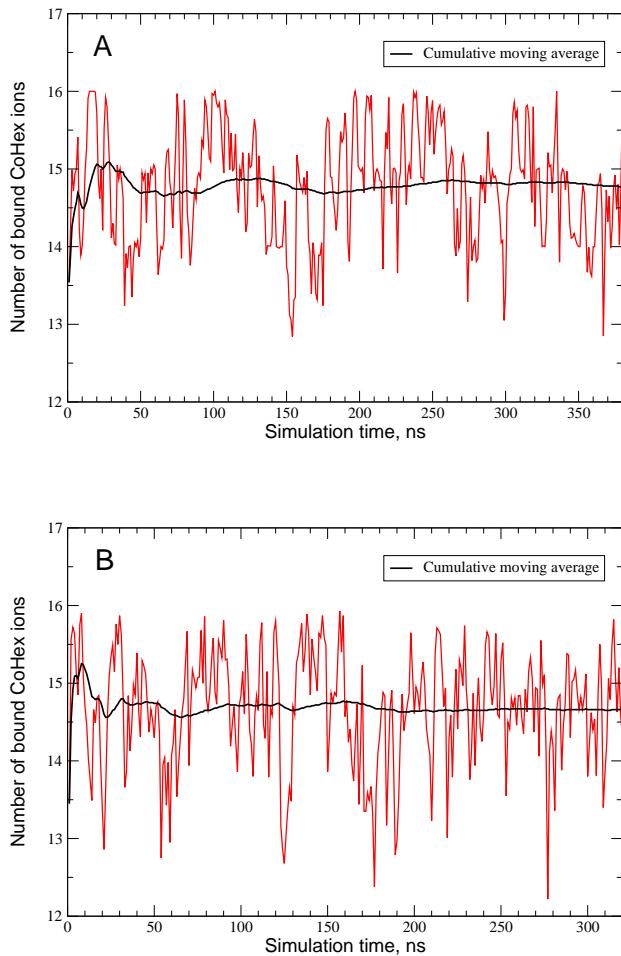 17
A
Cumulative moving average
16
15
14
13
12
Number of bound CoHex ions
0 50 100 150 200 250 300 350
Simulation time, ns
17
B
Cumulative moving average
16
15
14
13
12
Number of bound CoHex ions
0 50 100 150 200 250 300
Simulation time, ns